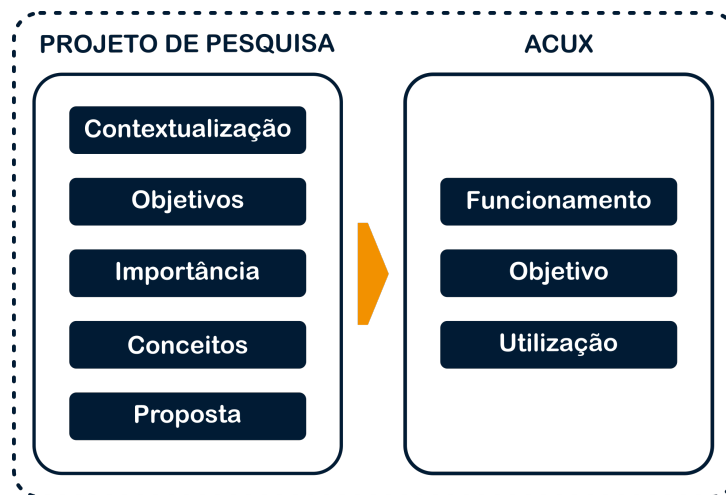 PROJETO DE PESQUISA
Contextualização
Objetivos
Importância
Conceitos
Proposta
ACUX
Funcionamento
Objetivo
Utilização